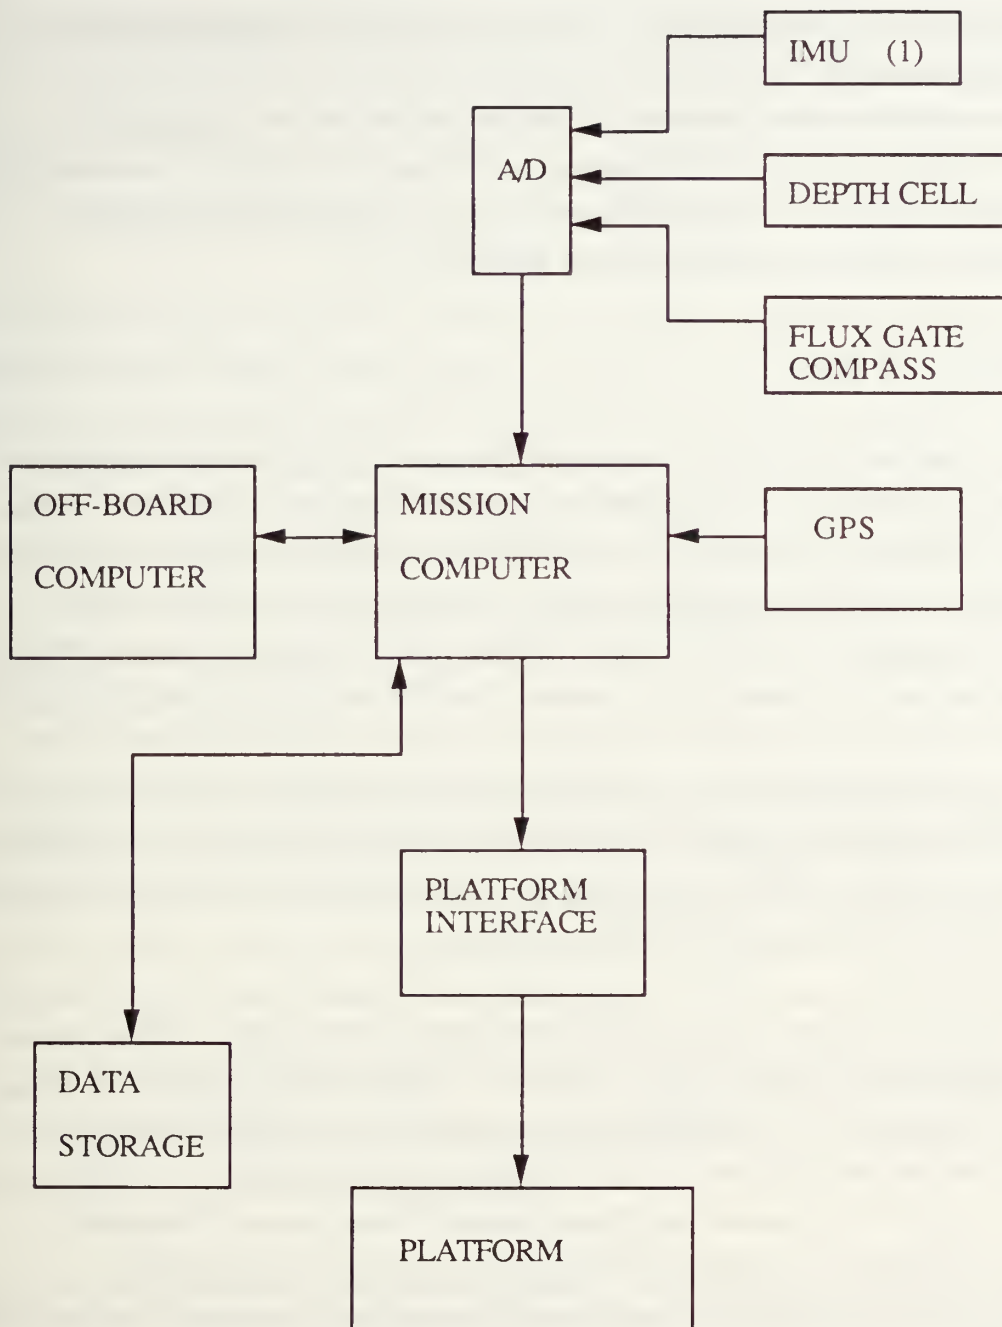 IMU (1)
A/D
DEPTH CELL
FLUX GATE
COMPASS
OFF-BOARD
COMPUTER
MISSION
COMPUTER
GPS
PLATFORM
INTERFACE
DATA
STORAGE
PLATFORM